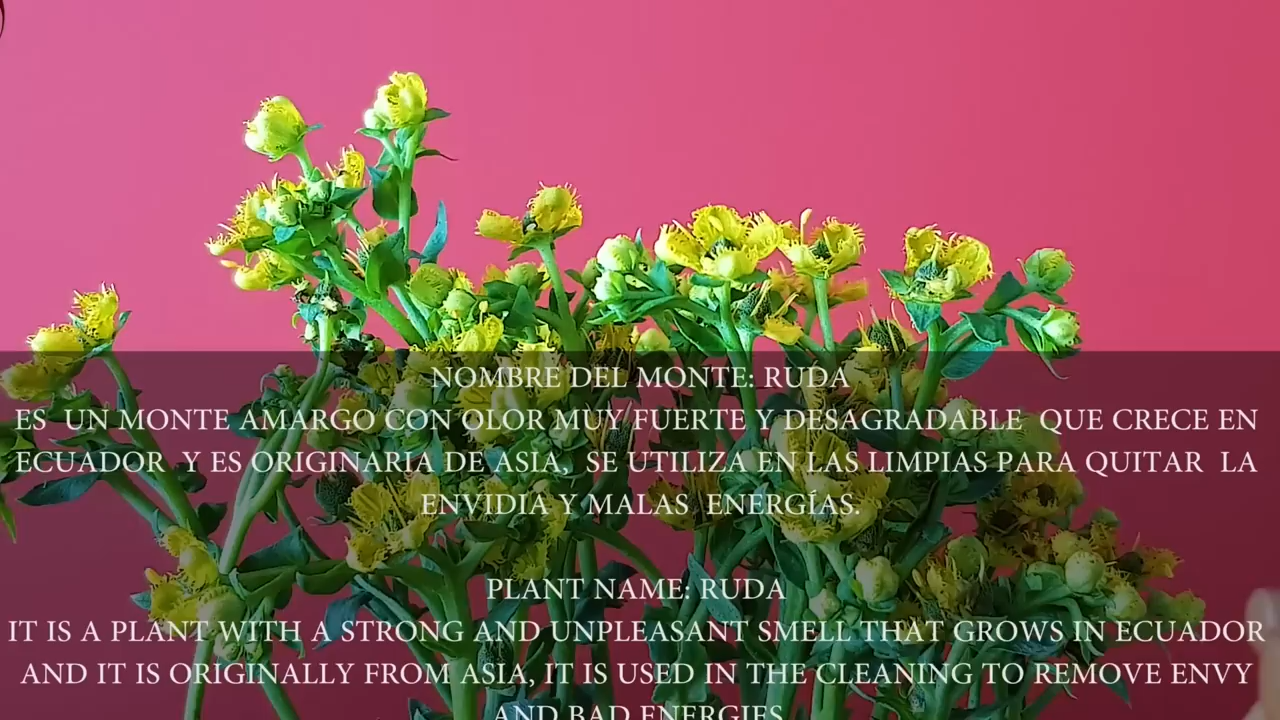 NOMBRE DEL MONTE: RUDA
ES UN MONTE AMARGO CON OLOR MUY FUERTE Y DESAGRADABLE QUE CRECE EN
ECUADOR Y ES ORIGINARIA DE ASIA, SE UTILIZA EN LAS LIMPIAS PARA QUITAR LA
ENVIDIA Y MALAS ENERGÍAS.
PLANT NAME: RUDA
IT IS A PLANT WITH A STRONG AND UNPLEASANT SMELL THAT GROWS IN ECUADOR
AND IT IS ORIGINALLY FROM ASIA, IT IS USED IN THE CLEANING TO REMOVE ENVY
AND BAD ENERGIES